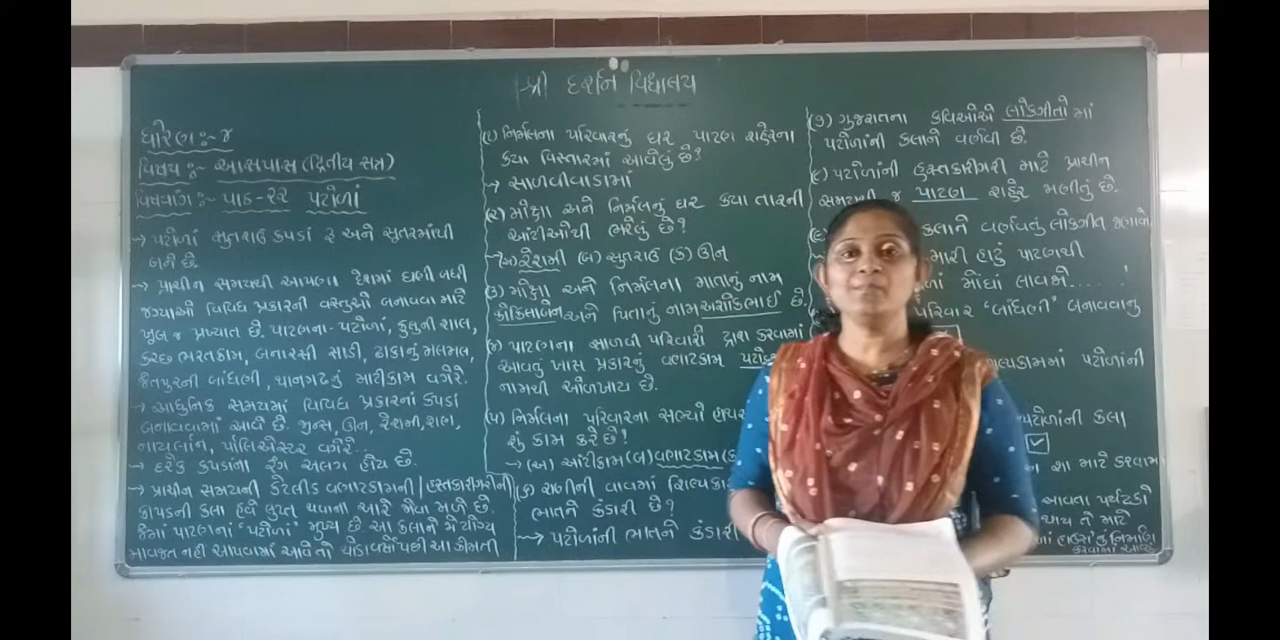 શ્રી દર્શન વિદ્યાલય
ધોરણ:- ૪
વિષય :- આસપાસ (દ્વિતીય સત્ર)
વિષયાંગ :- પાઠ-૨૨ પટોળાં
→ પટોળાં સુતરાઉ કપડાં રૂ અને સુતરમાંથી
બને છે.
→ પ્રાચીન સમયથી આપણા દેશમાં ઘણી બધી
જગ્યાઓ વિવિધ પ્રકારની વસ્તુઓ બનાવવા માટે
ખૂબ જ પ્રખ્યાત છે. પાટણના-પટોળાં, કુલુની શાલ,
કચ્છ ભરતકામ, બનારસી સાડી, ઢાકાનું મલમલ,
જેતપુરની બાંધણી, થાનગઢનું માટીકામ વગેરે.
→ આધુનિક સમયમાં વિવિધ પ્રકારનાં કપડાં
બનાવવામાં આવે છે. જીન્સ, ઊન, રેશમી, શણ,
નાયલોન, પોલિએસ્ટર વગેરે..
→ દરેક કપડાંના રંગ અલગ હોય છે.
→ પ્રાચીન સમયની કેટલીક વણાટકામની / હસ્તકારીગરીની
કાપડની કલા હવે લુપ્ત થવાના આરે જોવા મળે છે.
જેમાં પાટણનાં 'પટોળાં' મુખ્ય છે આ કલાને જો યોગ્ય
માવજત નહીં આપવામાં આવે તો થોડા વર્ષો પછી આ કીમતી
(૧) નિર્મલના પરિવારનું ઘર પાટણ શહેરના
કયા વિસ્તારમાં આવેલું છે?
→ સાળવીવાડામાં
(૨) મોક્ષા અને નિર્મલનું ઘર કયા તારની
આંટીઓથી ભરેલું છે?
→ (અ) રેશમી (બ) સુતરાઉ (ક) ઊન
(૩) મોક્ષા અને નિર્મલના માતાનું નામ
કોકિલાબેન અને પિતાનું નામ અશોકભાઈ છે.
(૪) પાટણના સાળવી પરિવારો દ્વારા કરવામાં
આવતું ખાસ પ્રકારનું વણાટકામ
નામથી ઓળખાય છે.
(૫) નિર્મલના પરિવારના સભ્યો
શું કામ કરે છે?
→ (અ) આંટીકામ (બ) વણાટકામ (ક
(૬) રાણીની વાવમાં
ભાતને કંડારી છે?
→ પટોળાંની ભાતને કંડારી
(૭) ગુજરાતના કવિઓએ લોકગીતો માં
પટોળાંની કલાને વર્ણવી છે.
(૮) પટોળાંની હસ્તકારીગરી માટે પ્રાચીન
સમયથી જ પાટણ શહેર જાણીતું છે.
(૯) કલાને વર્ણવતું લોકગીત જણાવો
મારી હાટું પાટણથી
મોંઘાં લાવજો.....!
પરિવાર 'બાંધણી' બનાવવાનું
પટોળાંની
પટોળાંની કલા
શા માટે કરવામાં
આવતા પર્યટકો
થાય તે માટે
નિર્માણ
કરવામાં આવ્યું